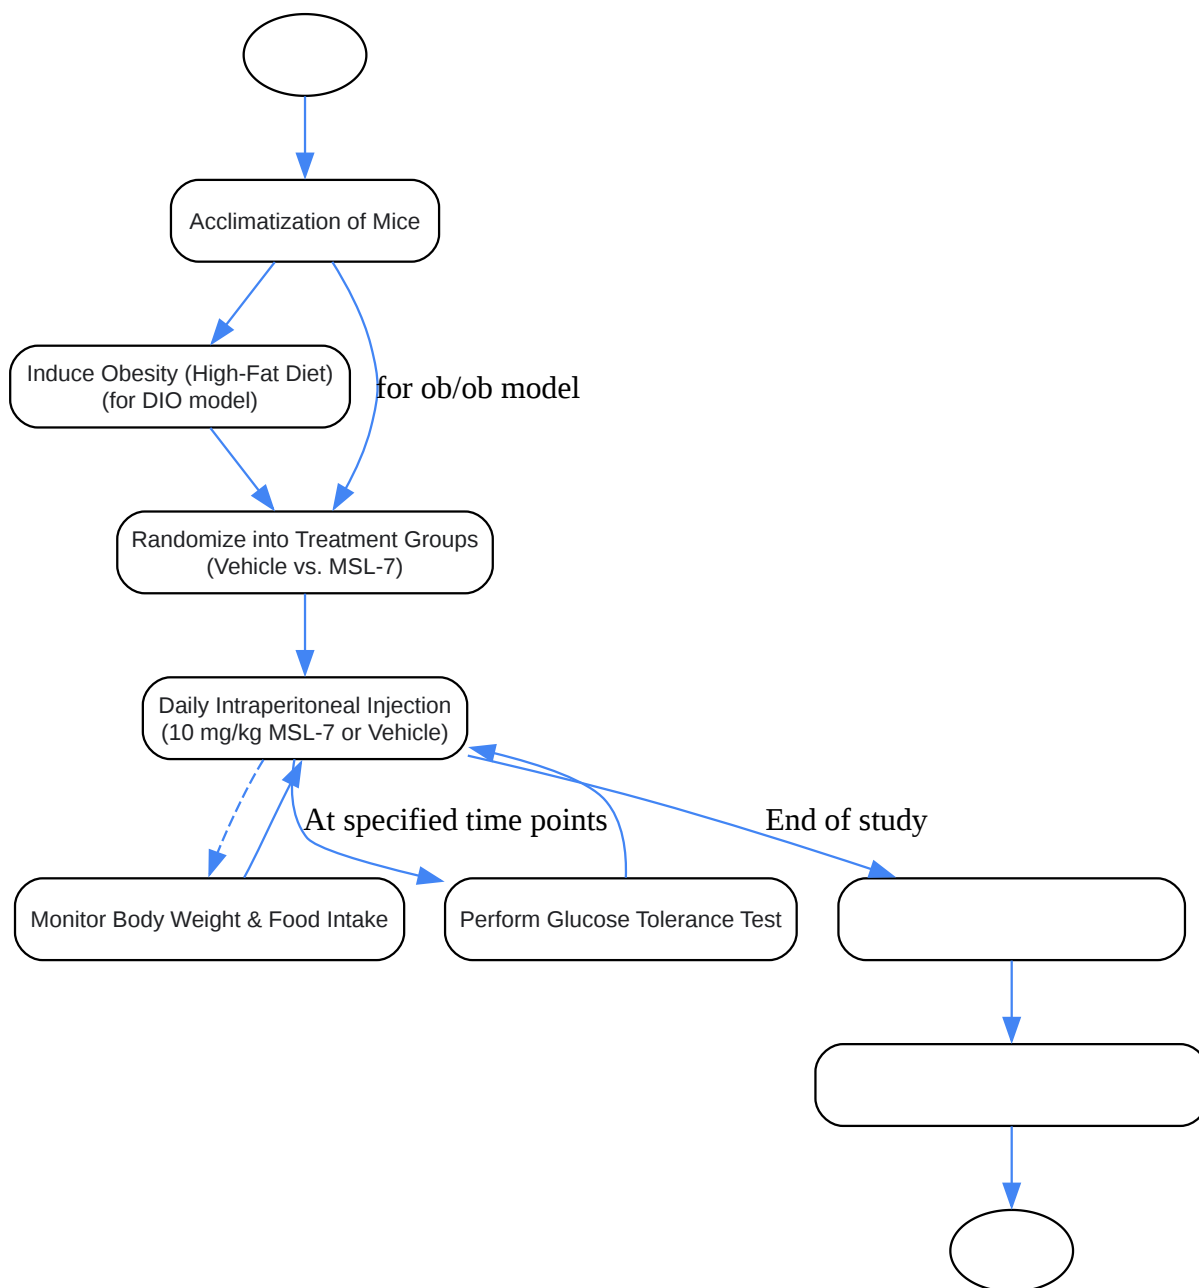 Acclimatization of Mice
Induce Obesity (High-Fat Diet)
(for DIO model)
for ob/ob model
Randomize into Treatment Groups
(Vehicle vs. MSL-7)
Daily Intraperitoneal Injection
(10 mg/kg MSL-7 or Vehicle)
At specified time points
End of study
Monitor Body Weight & Food Intake
Perform Glucose Tolerance Test